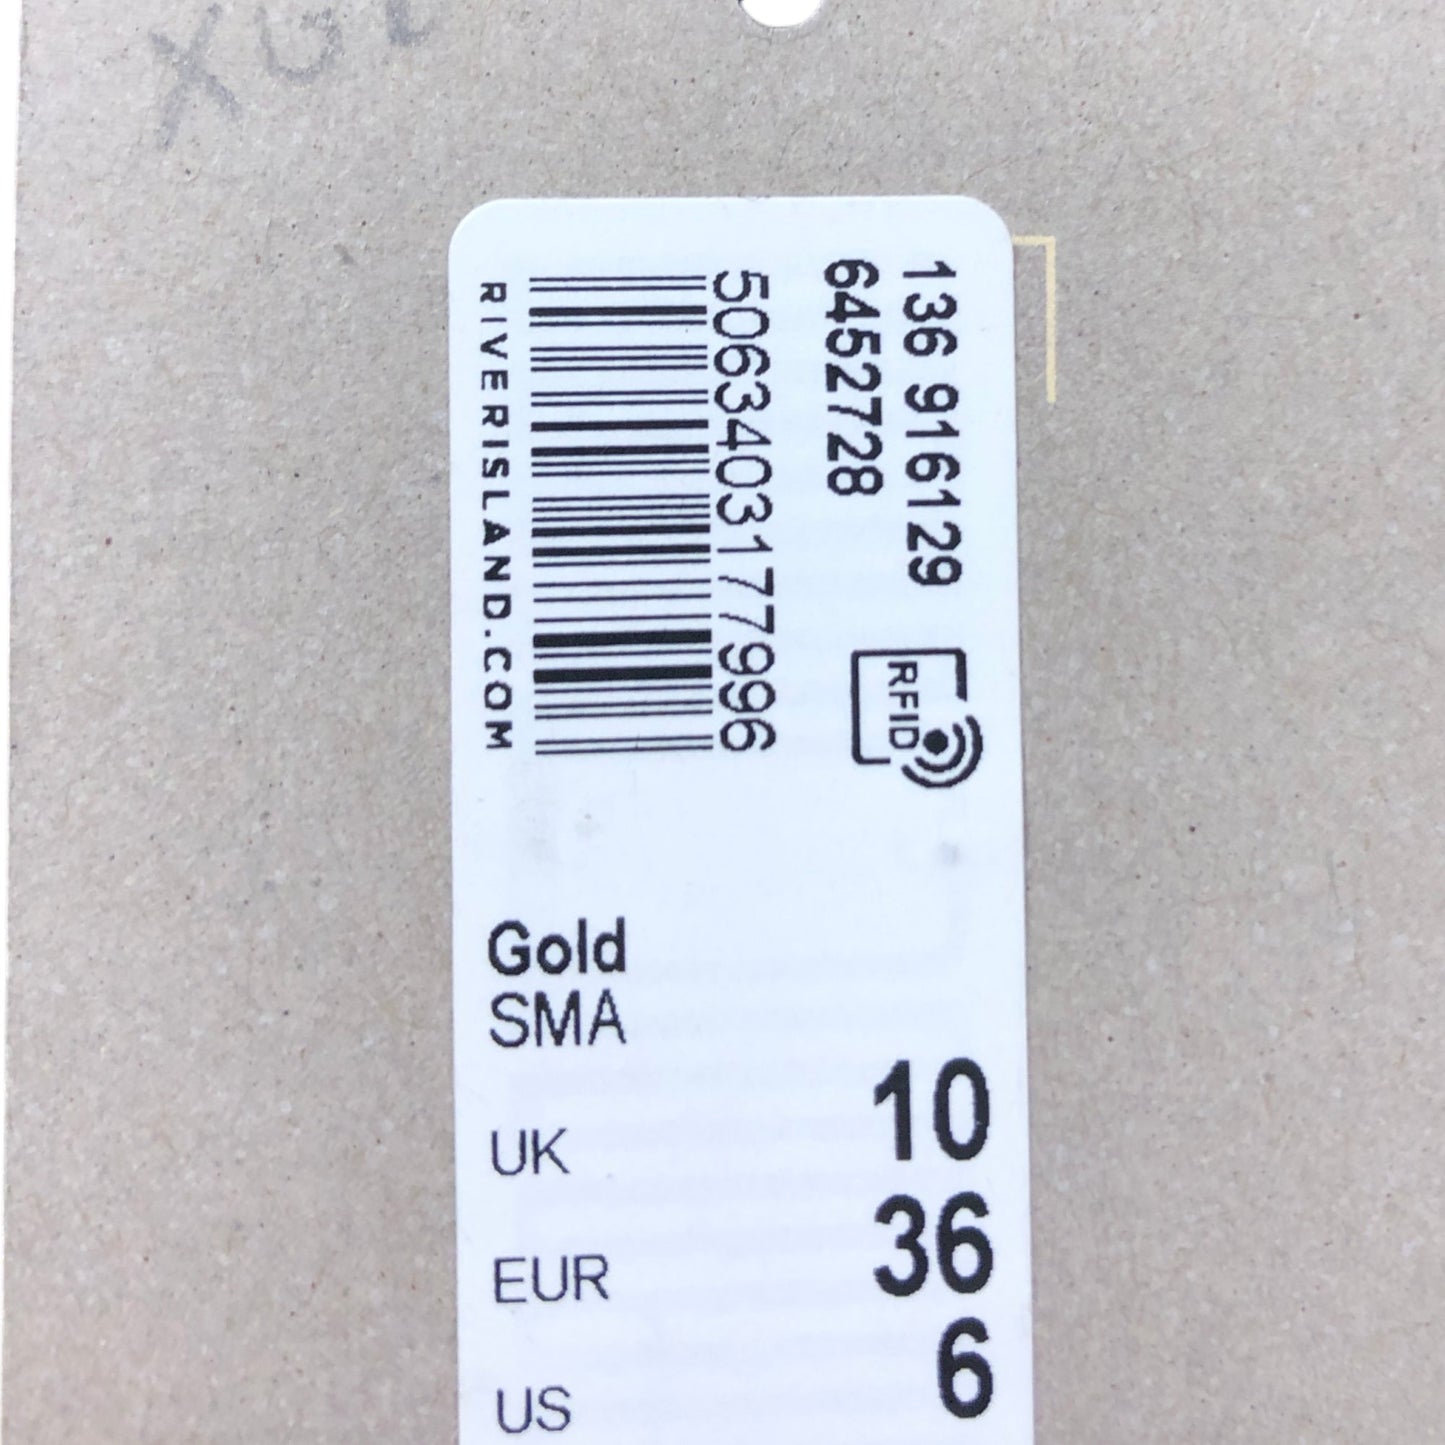 136 916129
6452728
5063403177996
RIVERISLAND.COM
RFID
Gold
SMA
UK 10
EUR 36
US 6